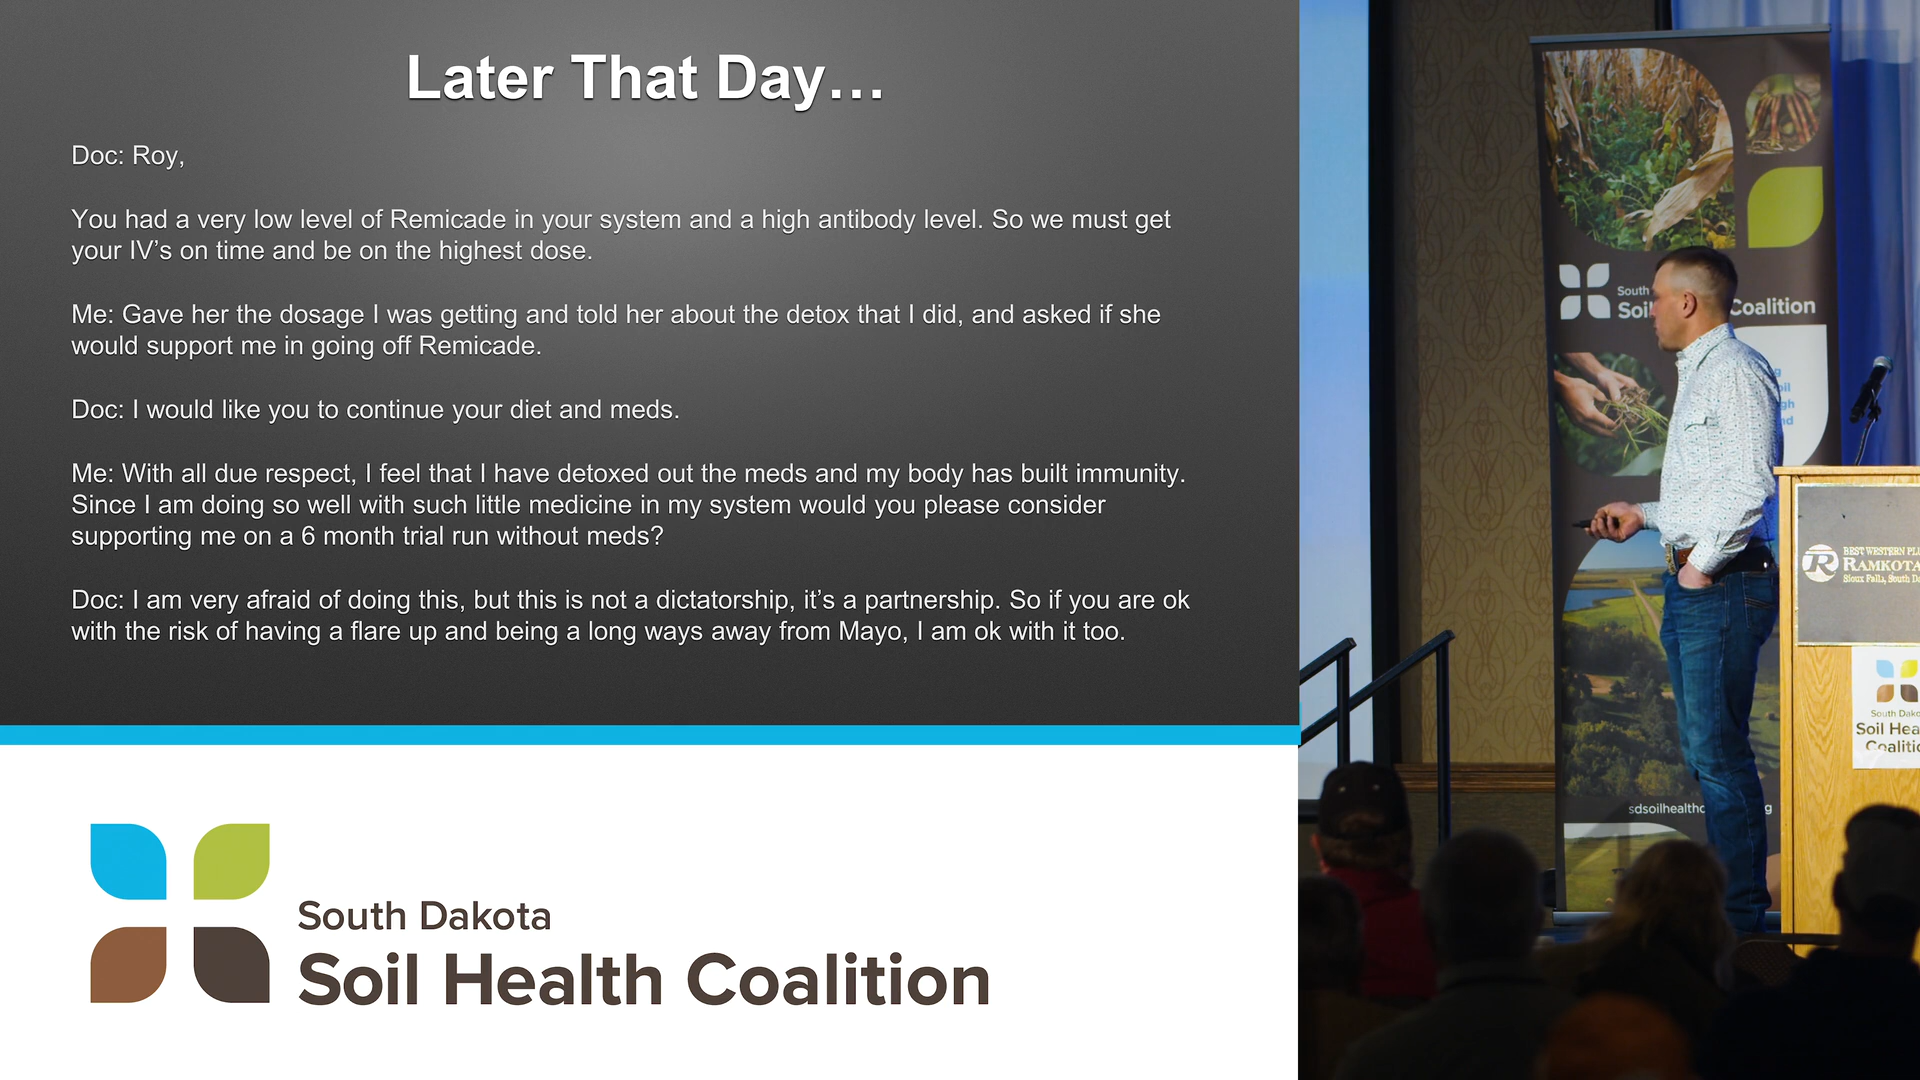 Later That Day…
Doc: Roy,
You had a very low level of Remicade in your system and a high antibody level. So we must get
your IV’s on time and be on the highest dose.
Me: Gave her the dosage I was getting and told her about the detox that I did, and asked if she
would support me in going off Remicade.
Doc: I would like you to continue your diet and meds.
Me: With all due respect, I feel that I have detoxed out the meds and my body has built immunity.
Since I am doing so well with such little medicine in my system would you please consider
supporting me on a 6 month trial run without meds?
Doc: I am very afraid of doing this, but this is not a dictatorship, it’s a partnership. So if you are ok
with the risk of having a flare up and being a long ways away from Mayo, I am ok with it too.
South Dakota
Soil Health Coalition
South
Coalition
R BEST WESTERN
RAMKOTA
Sioux Falls, South
South
Soil